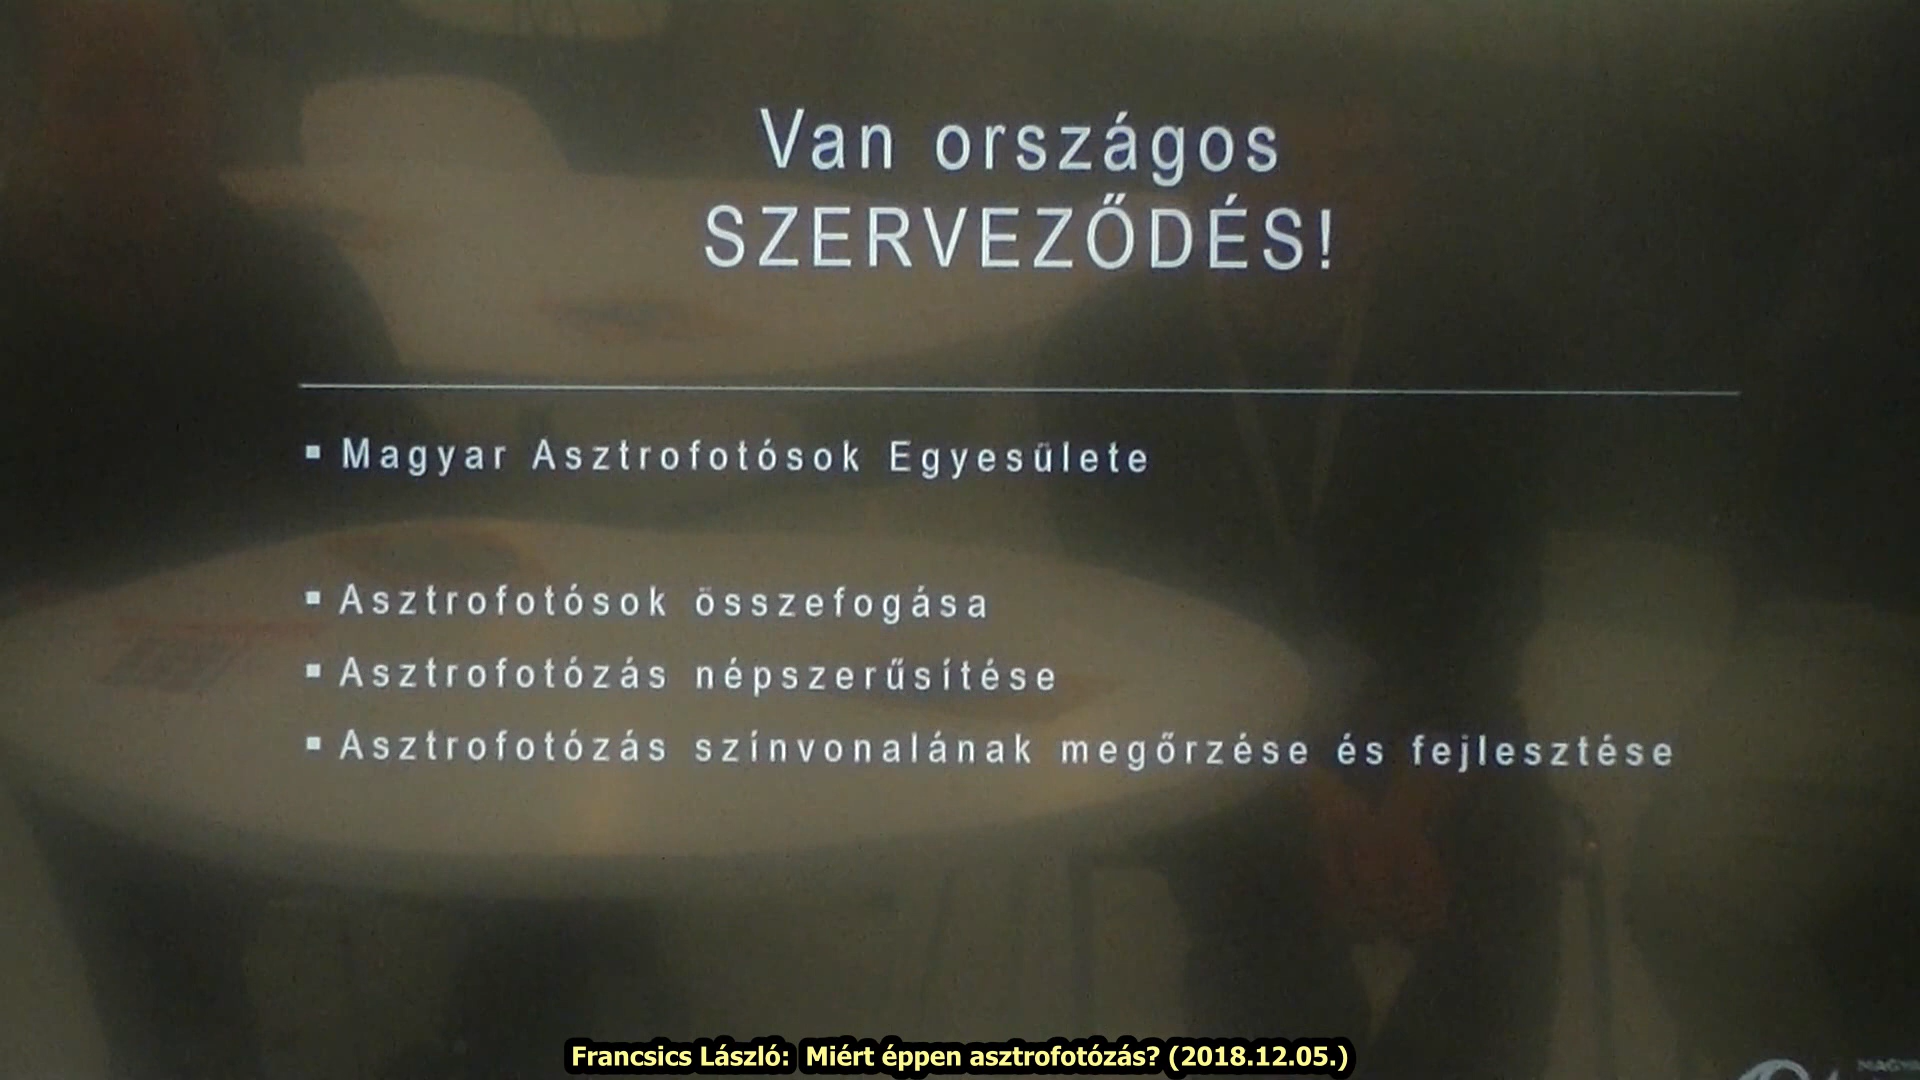 Van országos
SZERVEZŐDÉS!
▪ Magyar Asztrofotósok Egyesülete
▪ Asztrofotósok összefogása
▪ Asztrofotózás népszerűsítése
▪ Asztrofotózás színvonalának megőrzése és fejlesztése
Francsics László: Miért éppen asztrofotózás? (2018.12.05.)